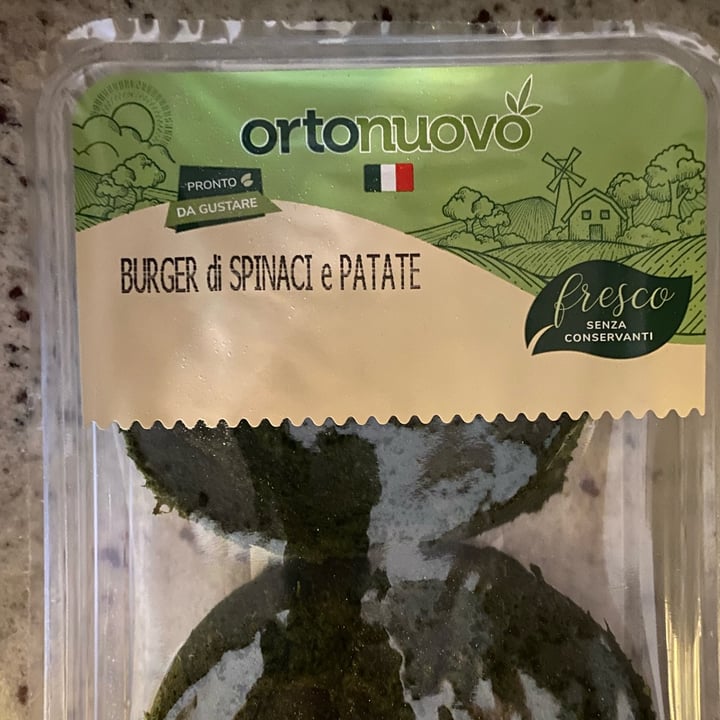 ortonuovo
PRONTO
DA GUSTARE
BURGER di SPINACI e PATATE
fresco
SENZA
CONSERVANTI